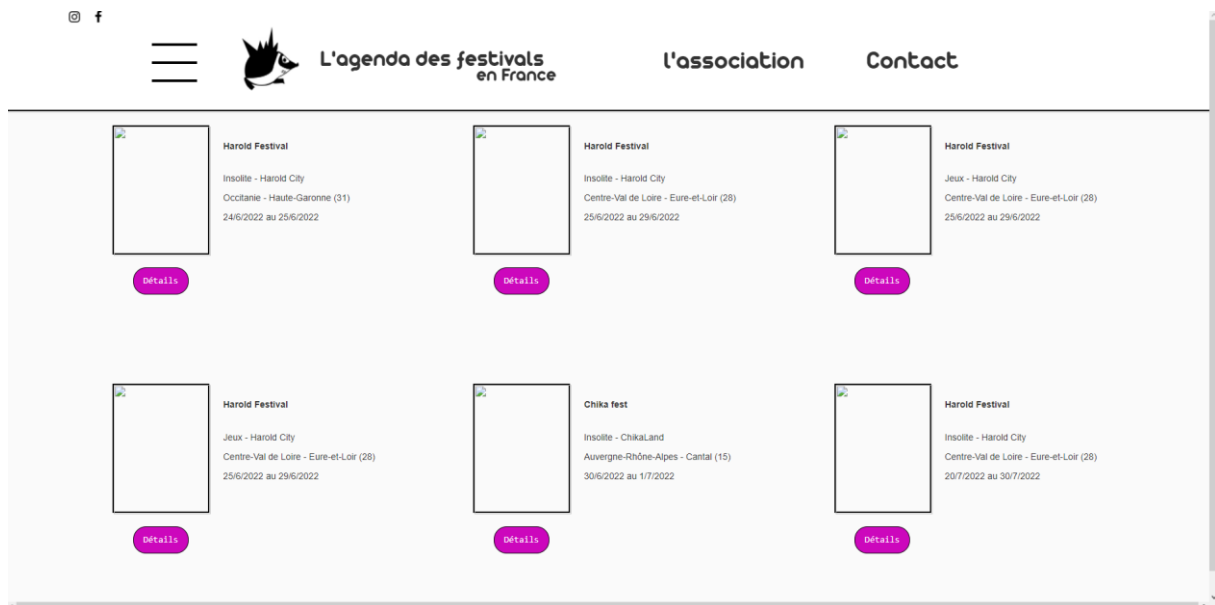 L'agenda des festivals
en France
l'association
Contact
Harold Festival
Insolite - Harold City
Occitanie - Haute-Garonne (31)
24/6/2022 au 25/6/2022
Détails
Harold Festival
Insolite - Harold City
Centre-Val de Loire - Eure-et-Loir (28)
25/6/2022 au 29/6/2022
Détails
Harold Festival
Jeux - Harold City
Centre-Val de Loire - Eure-et-Loir (28)
25/6/2022 au 29/6/2022
Détails
Harold Festival
Jeux - Harold City
Centre-Val de Loire - Eure-et-Loir (28)
25/6/2022 au 29/6/2022
Détails
Chika fest
Insolite - ChikaLand
Auvergne-Rhône-Alpes - Cantal (15)
30/6/2022 au 1/7/2022
Détails
Harold Festival
Insolite - Harold City
Centre-Val de Loire - Eure-et-Loir (28)
20/7/2022 au 30/7/2022
Détails